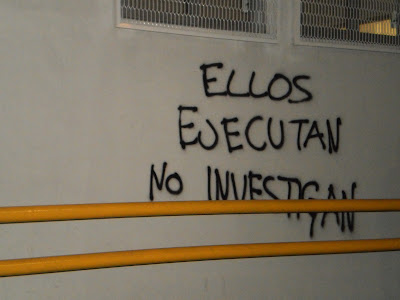 ELLOS
EJECUTAN
NO INVESTIGAN